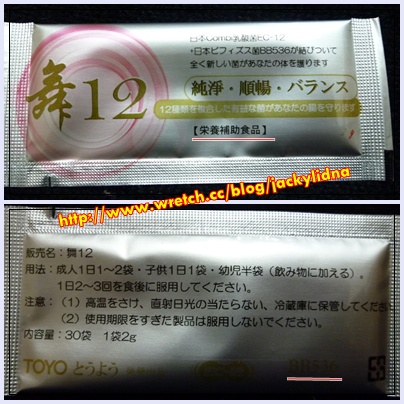 日本Combi乳酸菌EC-12
・日本ビフィズス菌BB536が結びついて
全く新しい菌があなたの体を護ります
舞12
純淨・順暢・バランス
12種類を複合した有益な菌があなたの腸を守ります
【栄養補助食品】
http://www.wretch.cc/blog/jackylidna
販売名：舞12
用法：成人1日1～2袋・子供1日1袋・幼児半袋（飲み物に加える）。
1日2～3回を食後に服用してください。
注意：（1）高温をさけ、直射日光の当たらない、冷蔵庫に保管してくださ
（2）使用期限をすぎた製品は服用しないでください。
内容量：30袋　1袋2g
TOYO とうよう
BB536